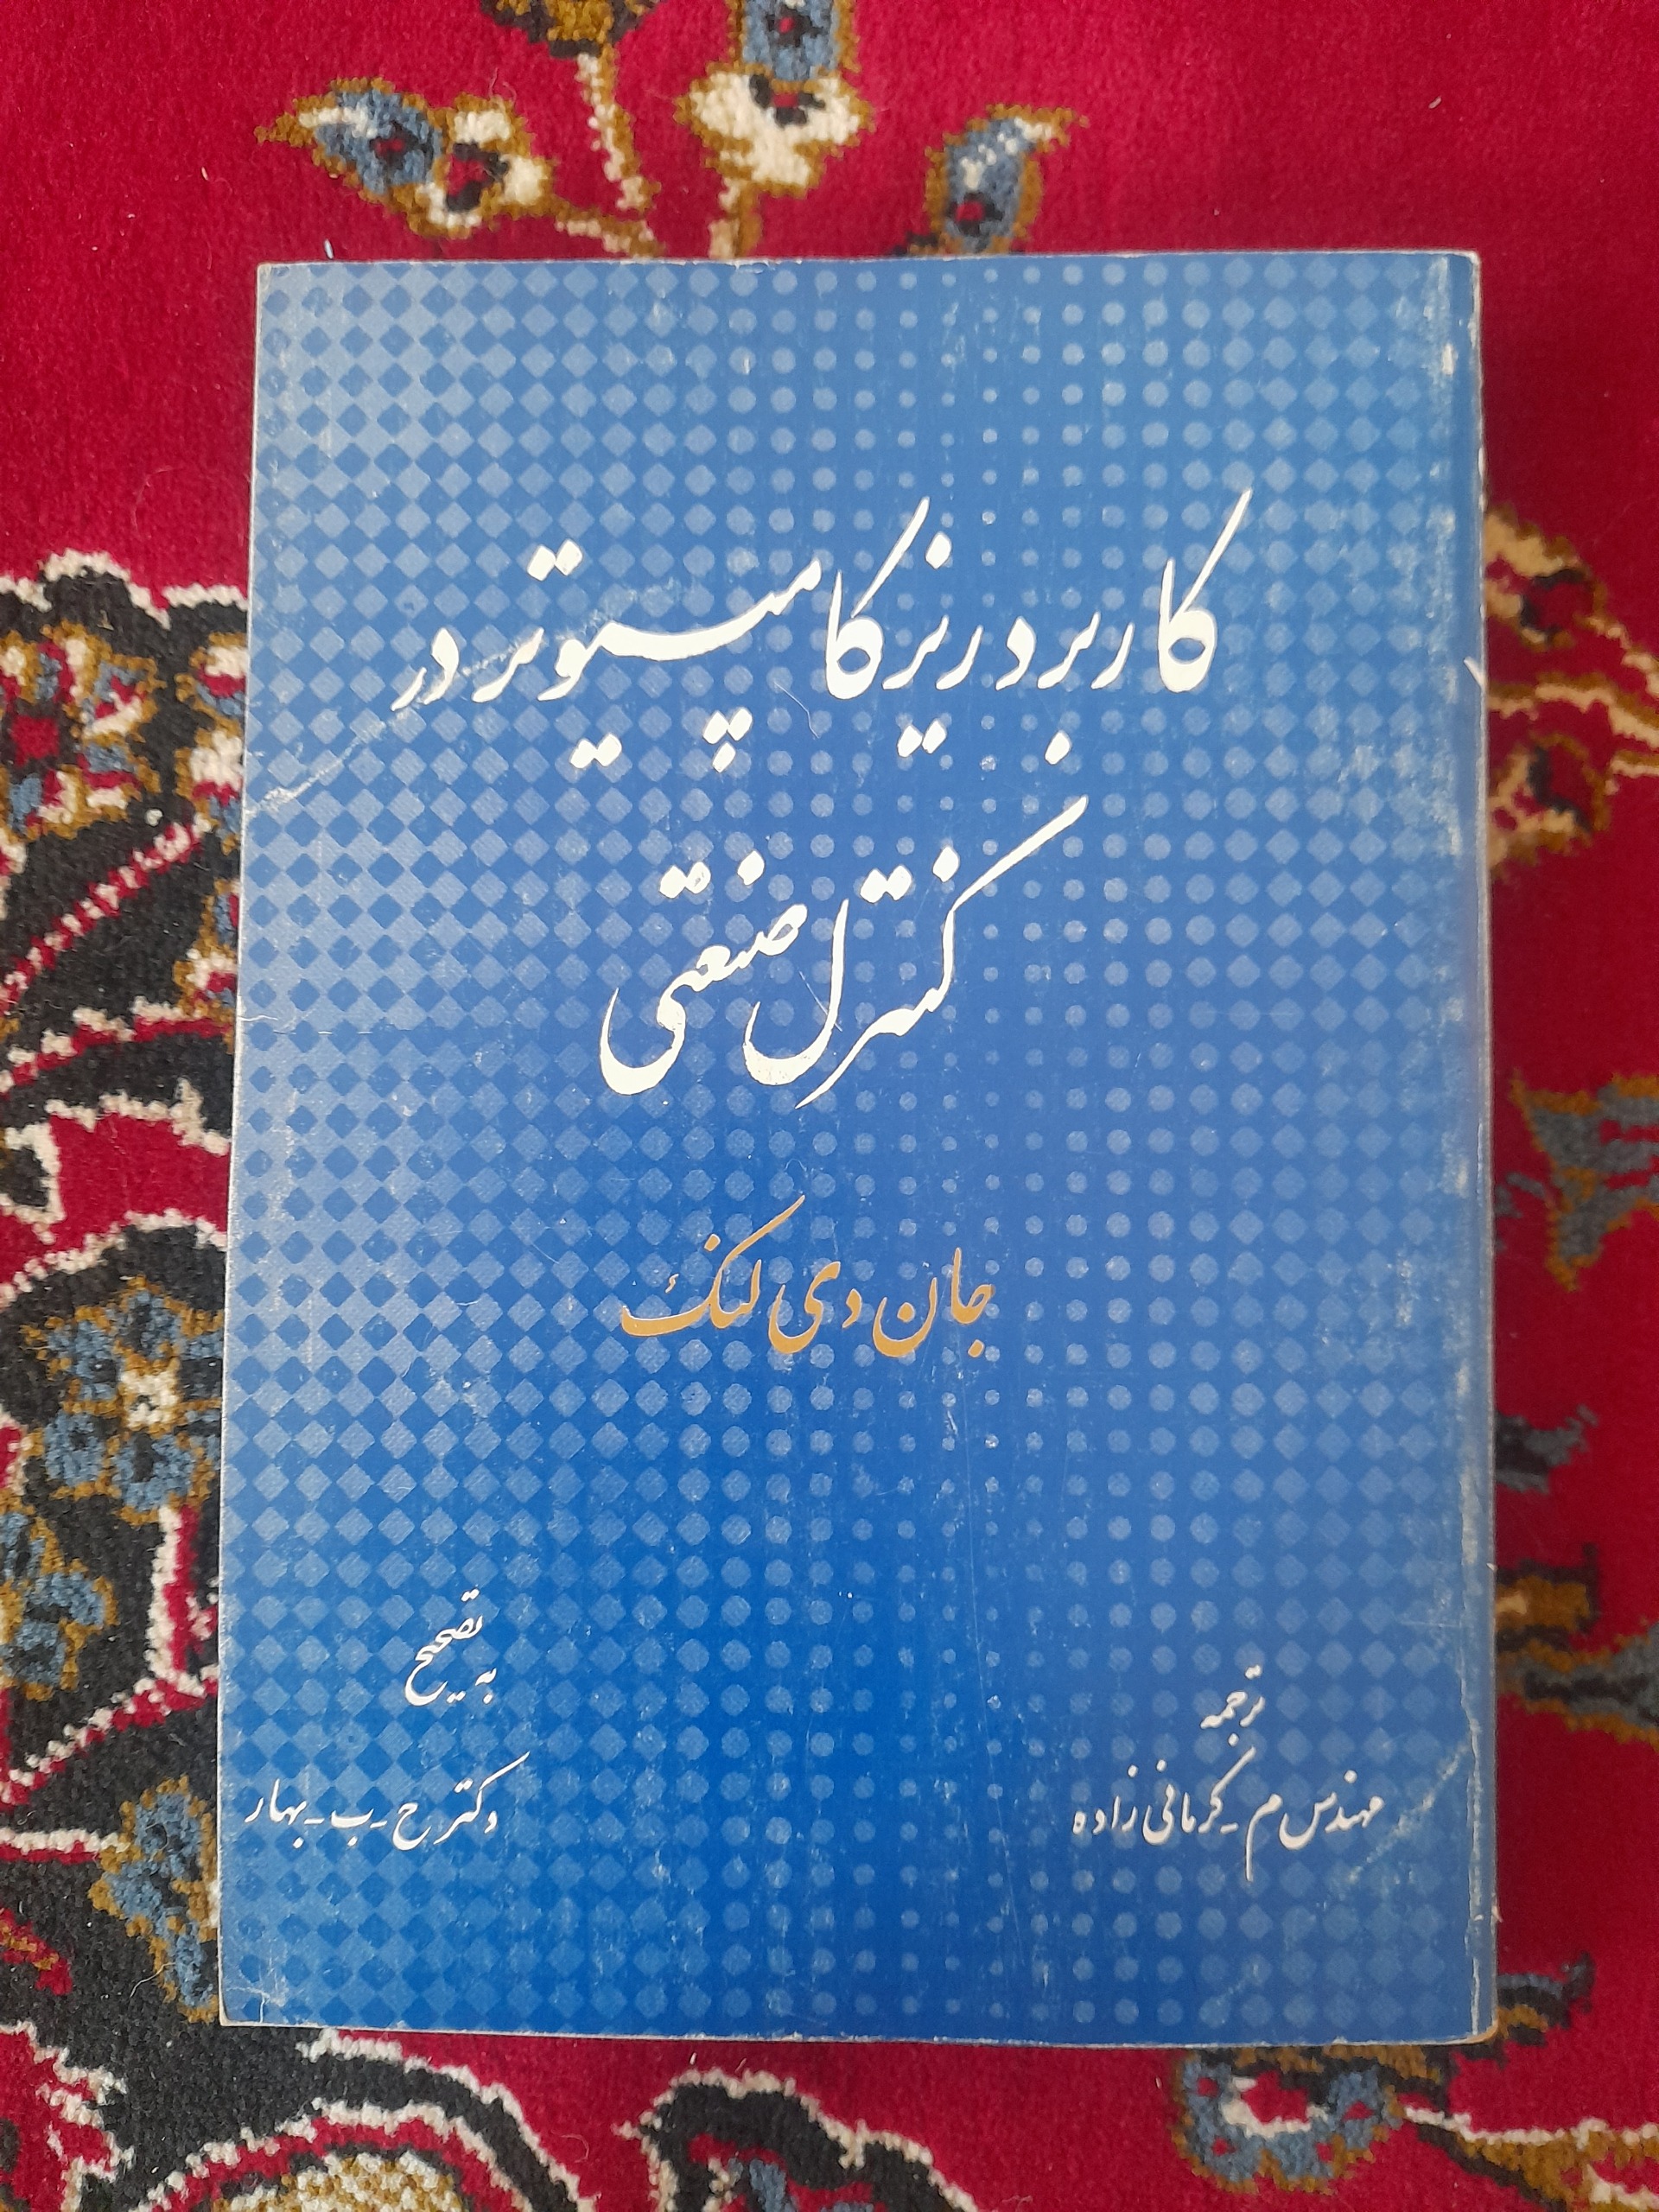 کاربرد ریزکامپیوتر در
کنترل صنعتی
جان دی لنک
ترجمه
مهندس م - کرمانی زاده
به تصحیح
دکتر ح - ب - بهار